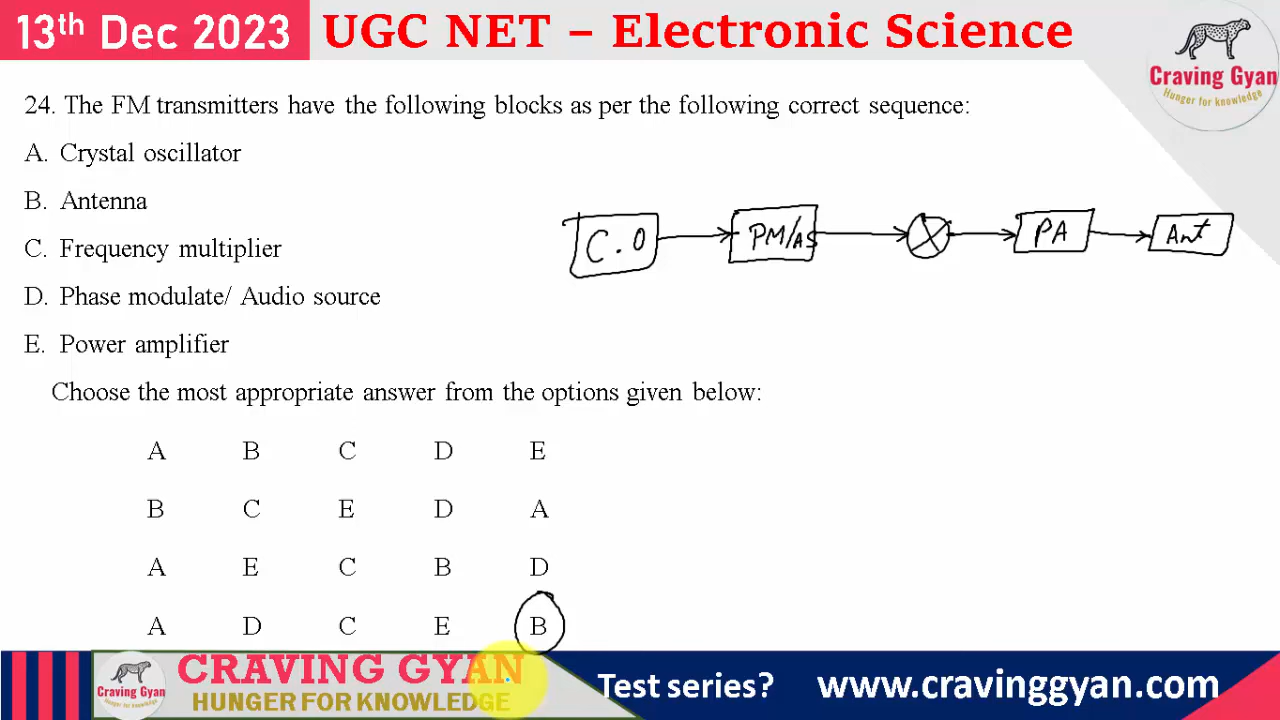 13th Dec 2023 UGC NET – Electronic Science
Craving Gyan
Hunger for knowledge
24. The FM transmitters have the following blocks as per the following correct sequence:
A. Crystal oscillator
B. Antenna
C. Frequency multiplier
D. Phase modulate/ Audio source
E. Power amplifier
C.O PM/AS PA Ant
Choose the most appropriate answer from the options given below:
A B C D E
B C E D A
A E C B D
A D C E B
Craving Gyan
Hunger for knowledge
CRAVING GYAN
HUNGER FOR KNOWLEDGE
Test series? www.cravinggyan.com